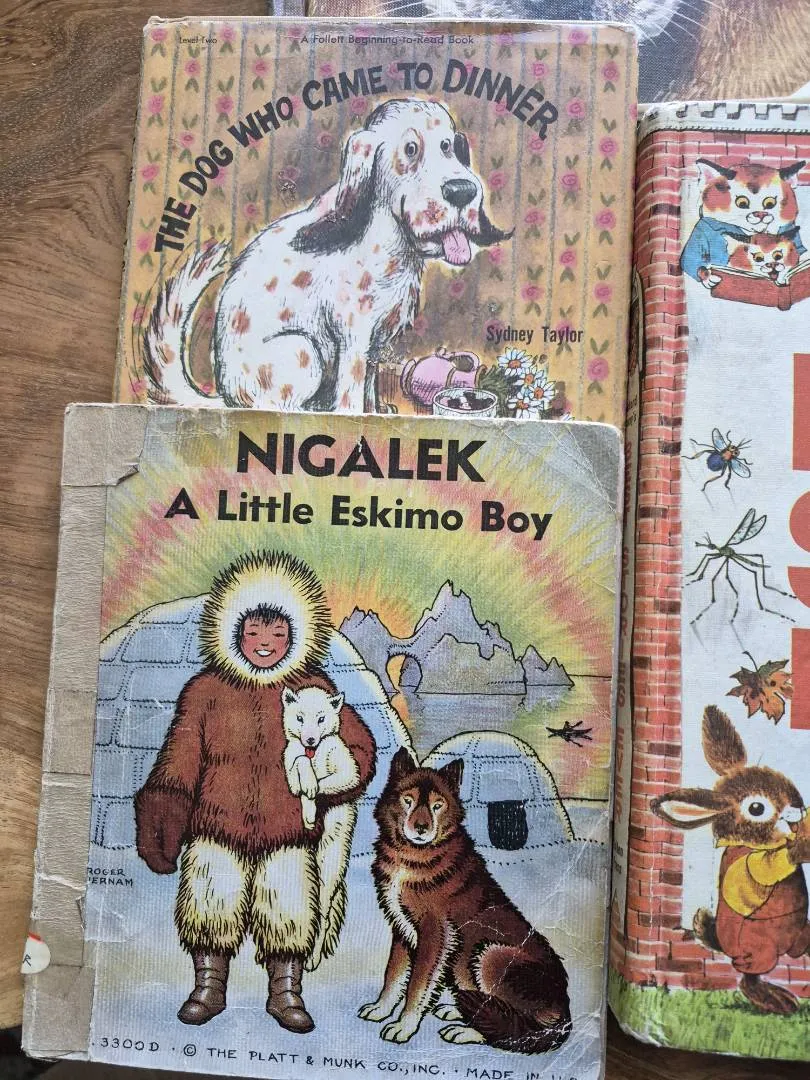 Level Two
A Follett Beginning-to-Read Book
THE DOG WHO CAME TO DINNER
Sydney Taylor
NIGALEK
A Little Eskimo Boy
ROGER
VERNAM
3300D · © THE PLATT & MUNK CO., INC. · MADE IN